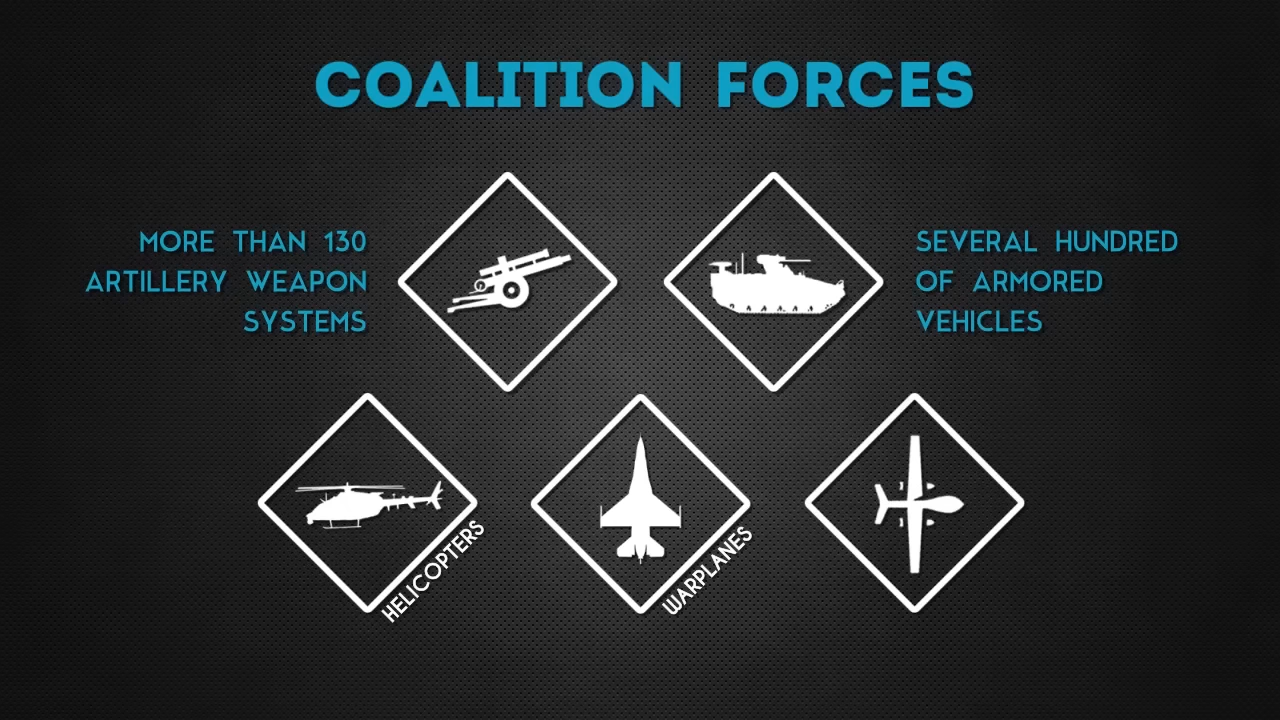 COALITION FORCES
MORE THAN 130
ARTILLERY WEAPON
SYSTEMS
SEVERAL HUNDRED
OF ARMORED
VEHICLES
HELICOPTERS
WARPLANES